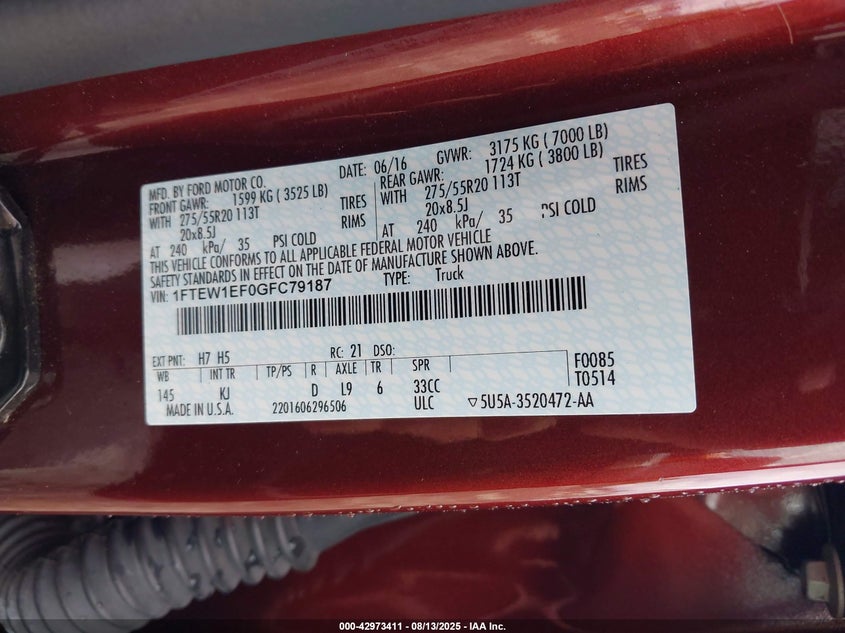 MFD. BY FORD MOTOR CO. DATE: 06/16 GVWR: 3175 KG ( 7000 LB)
FRONT GAWR: 1599 KG ( 3525 LB) REAR GAWR: 1724 KG ( 3800 LB)
WITH 275/55R20 113T TIRES WITH 275/55R20 113T TIRES
20x8.5J RIMS 20x8.5J RIMS
AT 240 kPa/ 35 PSI COLD AT 240 kPa/ 35 PSI COLD
THIS VEHICLE CONFORMS TO ALL APPLICABLE FEDERAL MOTOR VEHICLE
SAFETY STANDARDS IN EFFECT ON THE DATE OF MANUFACTURE SHOWN ABOVE.
VIN: 1FTEW1EF0GFC79187 TYPE: Truck
EXT PNT: H7 H5 RC: 21 DSO:
WB INT TR TP/PS R AXLE TR SPR F0085
145 KJ D L9 6 33CC T0514
MADE IN U.S.A. 2201606296506 ULC ▽5U5A-3520472-AA
000-42973411 - 08/13/2025 - IAA Inc.